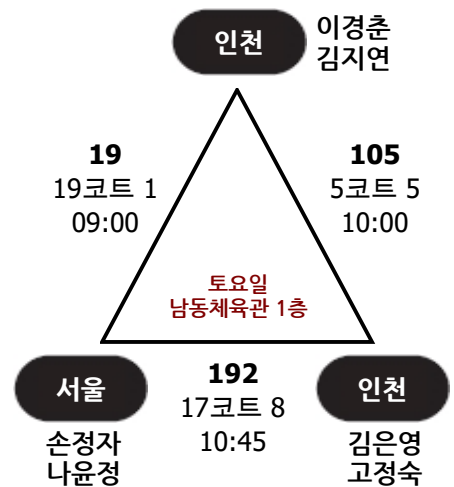 인천
이경춘
김지연
19
19코트 1
09:00
105
5코트 5
10:00
토요일
남동체육관 1층
서울
손정자
나윤정
192
17코트 8
10:45
인천
김은영
고정숙